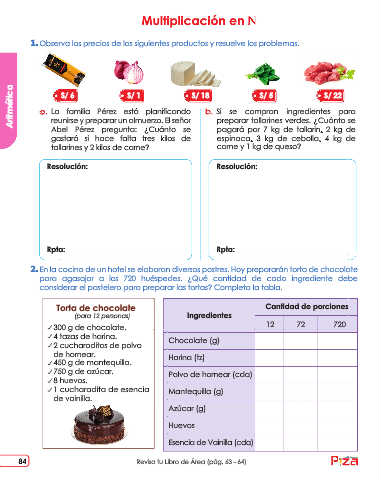 Multiplicación en N
1. Observa los precios de los siguientes productos y resuelve los problemas.
S/ 6
S/ 1
S/ 18
S/ 5
S/ 22
Aritmética
a. La familia Pérez está planificando
reunirse y preparar un almuerzo. El señor
Abel Pérez pregunta: ¿Cuánto se
gastará si hace falta tres kilos de
tallarines y 2 kilos de carne?
b. Si se compran ingredientes para
preparar tallarines verdes. ¿Cuánto se
pagará por 7 kg de tallarín, 2 kg de
espinaca, 3 kg de cebolla, 4 kg de
carne y 1 kg de queso?
Resolución:
Rpta:
Resolución:
Rpta:
2. En la cocina de un hotel se elaboran diversos postres. Hoy prepararán torta de chocolate
para agasajar a los 720 huéspedes. ¿Qué cantidad de cada ingrediente debe
considerar el pastelero para preparar las tortas? Completa la tabla.
Torta de chocolate
(para 12 personas)
✓300 g de chocolate.
✓4 tazas de harina.
✓2 cucharaditas de polvo
de hornear.
✓450 g de mantequilla.
✓750 g de azúcar.
✓8 huevos.
✓1 cucharadita de esencia
de vainilla.
Ingredientes
Cantidad de porciones
12 72 720
Chocolate (g)
Harina (tz)
Polvo de hornear (cda)
Mantequilla (g)
Azúcar (g)
Huevos
Esencia de Vainilla (cda)
84
Revisa tu Libro de Área (pág. 63 - 64)
Pizza